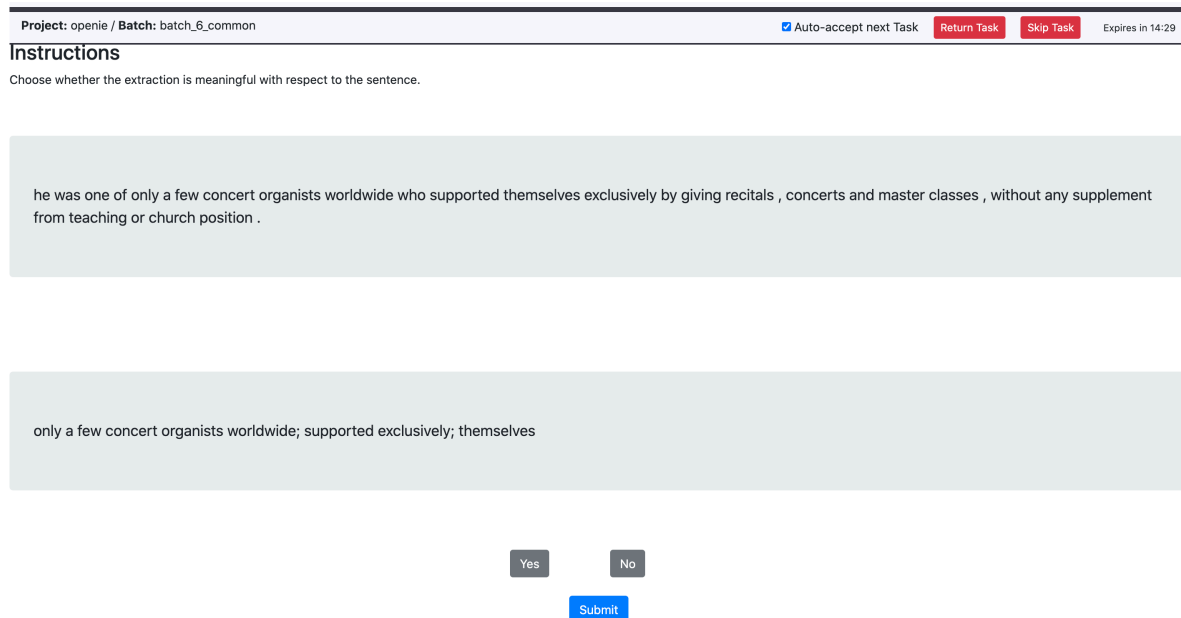 Project: openie / Batch: batch_6_common
Auto-accept next Task
Return Task
Skip Task
Expires in 14:29
Instructions
Choose whether the extraction is meaningful with respect to the sentence.
he was one of only a few concert organists worldwide who supported themselves exclusively by giving recitals , concerts and master classes , without any supplement
from teaching or church position .
only a few concert organists worldwide; supported exclusively; themselves
Yes
No
Submit